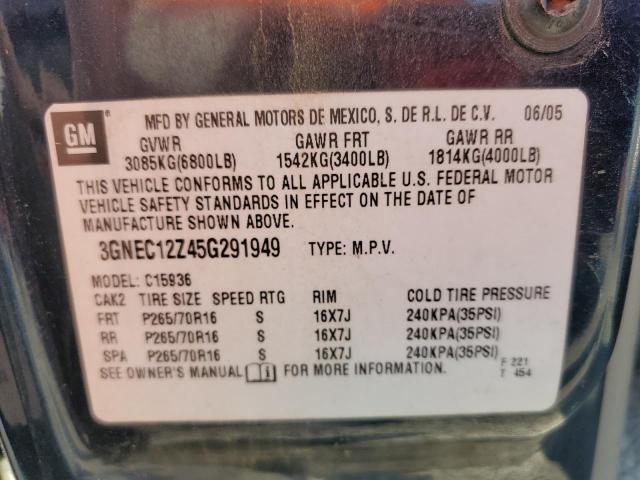 GM
MFD BY GENERAL MOTORS DE MEXICO, S. DE R.L. DE C.V. 06/05
GVWR GAWR FRT GAWR RR
3085KG(6800LB) 1542KG(3400LB) 1814KG(4000LB)
THIS VEHICLE CONFORMS TO ALL APPLICABLE U.S. FEDERAL MOTOR
VEHICLE SAFETY STANDARDS IN EFFECT ON THE DATE OF
MANUFACTURE SHOWN ABOVE.
3GNEC12Z45G291949 TYPE: M.P.V.
MODEL: C15936
CAK2 TIRE SIZE SPEED RTG RIM COLD TIRE PRESSURE
FRT P265/70R16 S 16X7J 240KPA(35PSI)
RR P265/70R16 S 16X7J 240KPA(35PSI)
SPA P265/70R16 S 16X7J 240KPA(35PSI)
SEE OWNER'S MANUAL FOR MORE INFORMATION.
F 221
T 454